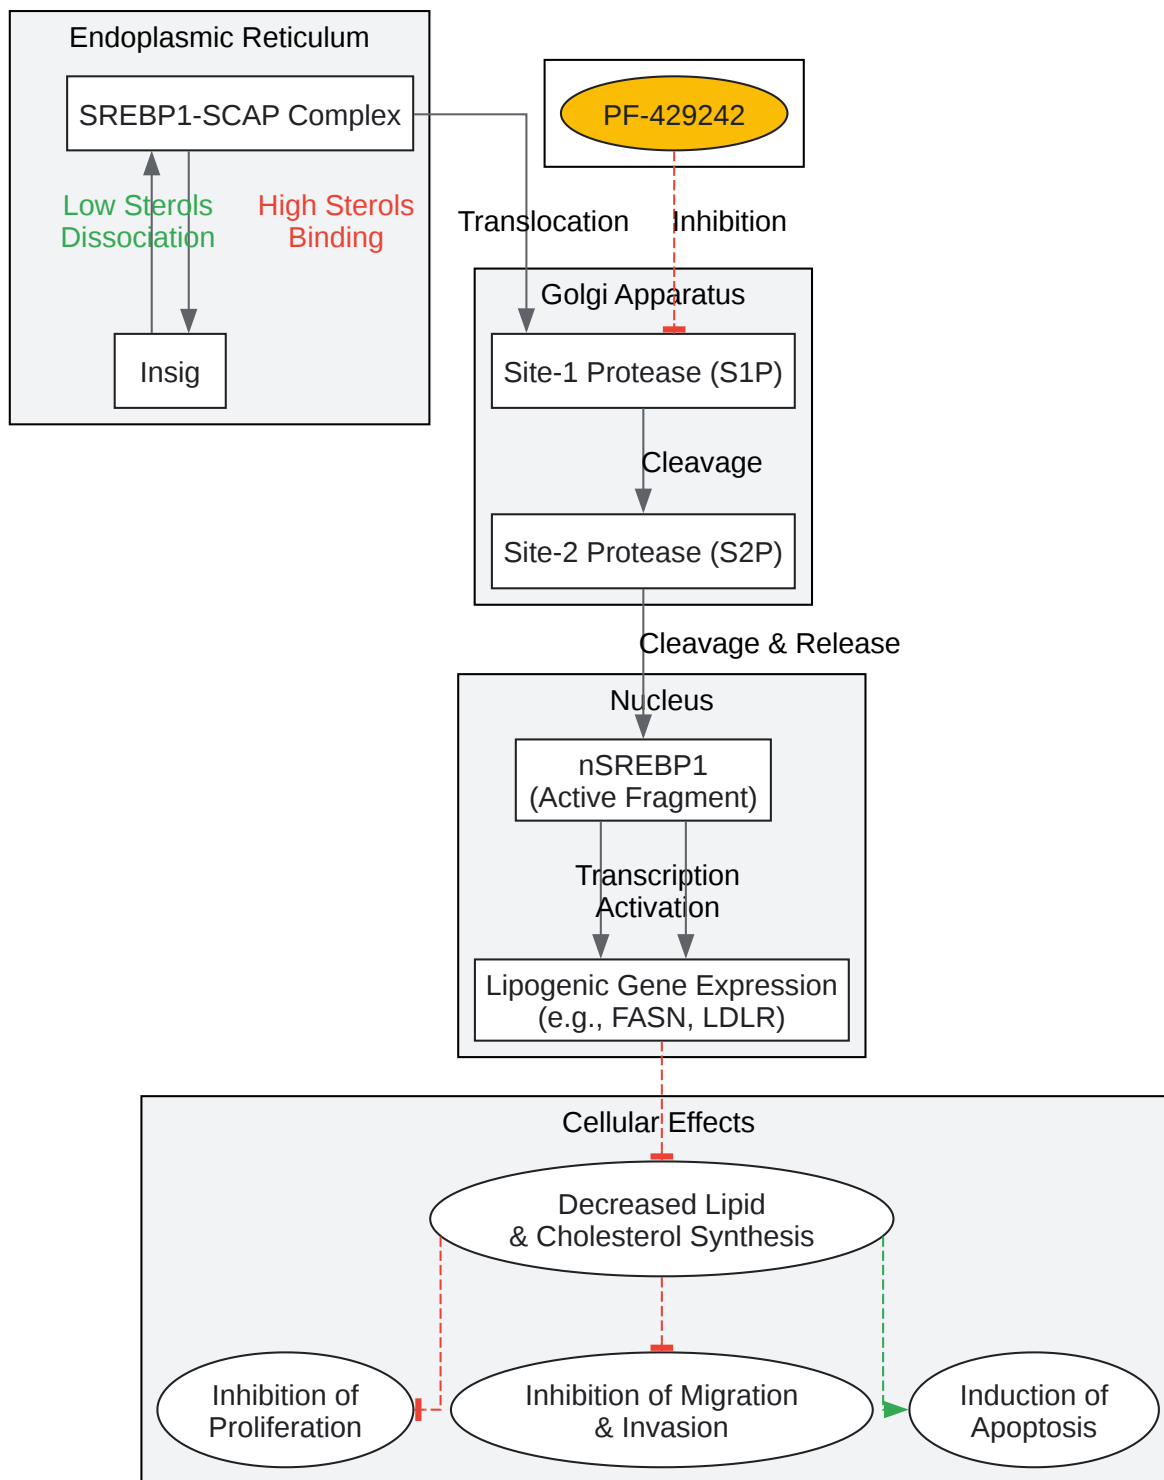 Endoplasmic Reticulum
SREBP1-SCAP Complex
PF-429242
Low Sterols
Dissociation
High Sterols
Binding
Translocation
Inhibition
Golgi Apparatus
Insig
Site-1 Protease (S1P)
Cleavage
Site-2 Protease (S2P)
Cleavage & Release
Nucleus
nSREBP1
(Active Fragment)
Transcription
Activation
Lipogenic Gene Expression
(e.g., FASN, LDLR)
Cellular Effects
Decreased Lipid
& Cholesterol Synthesis
Inhibition of
Proliferation
Inhibition of Migration
& Invasion
Induction of
Apoptosis